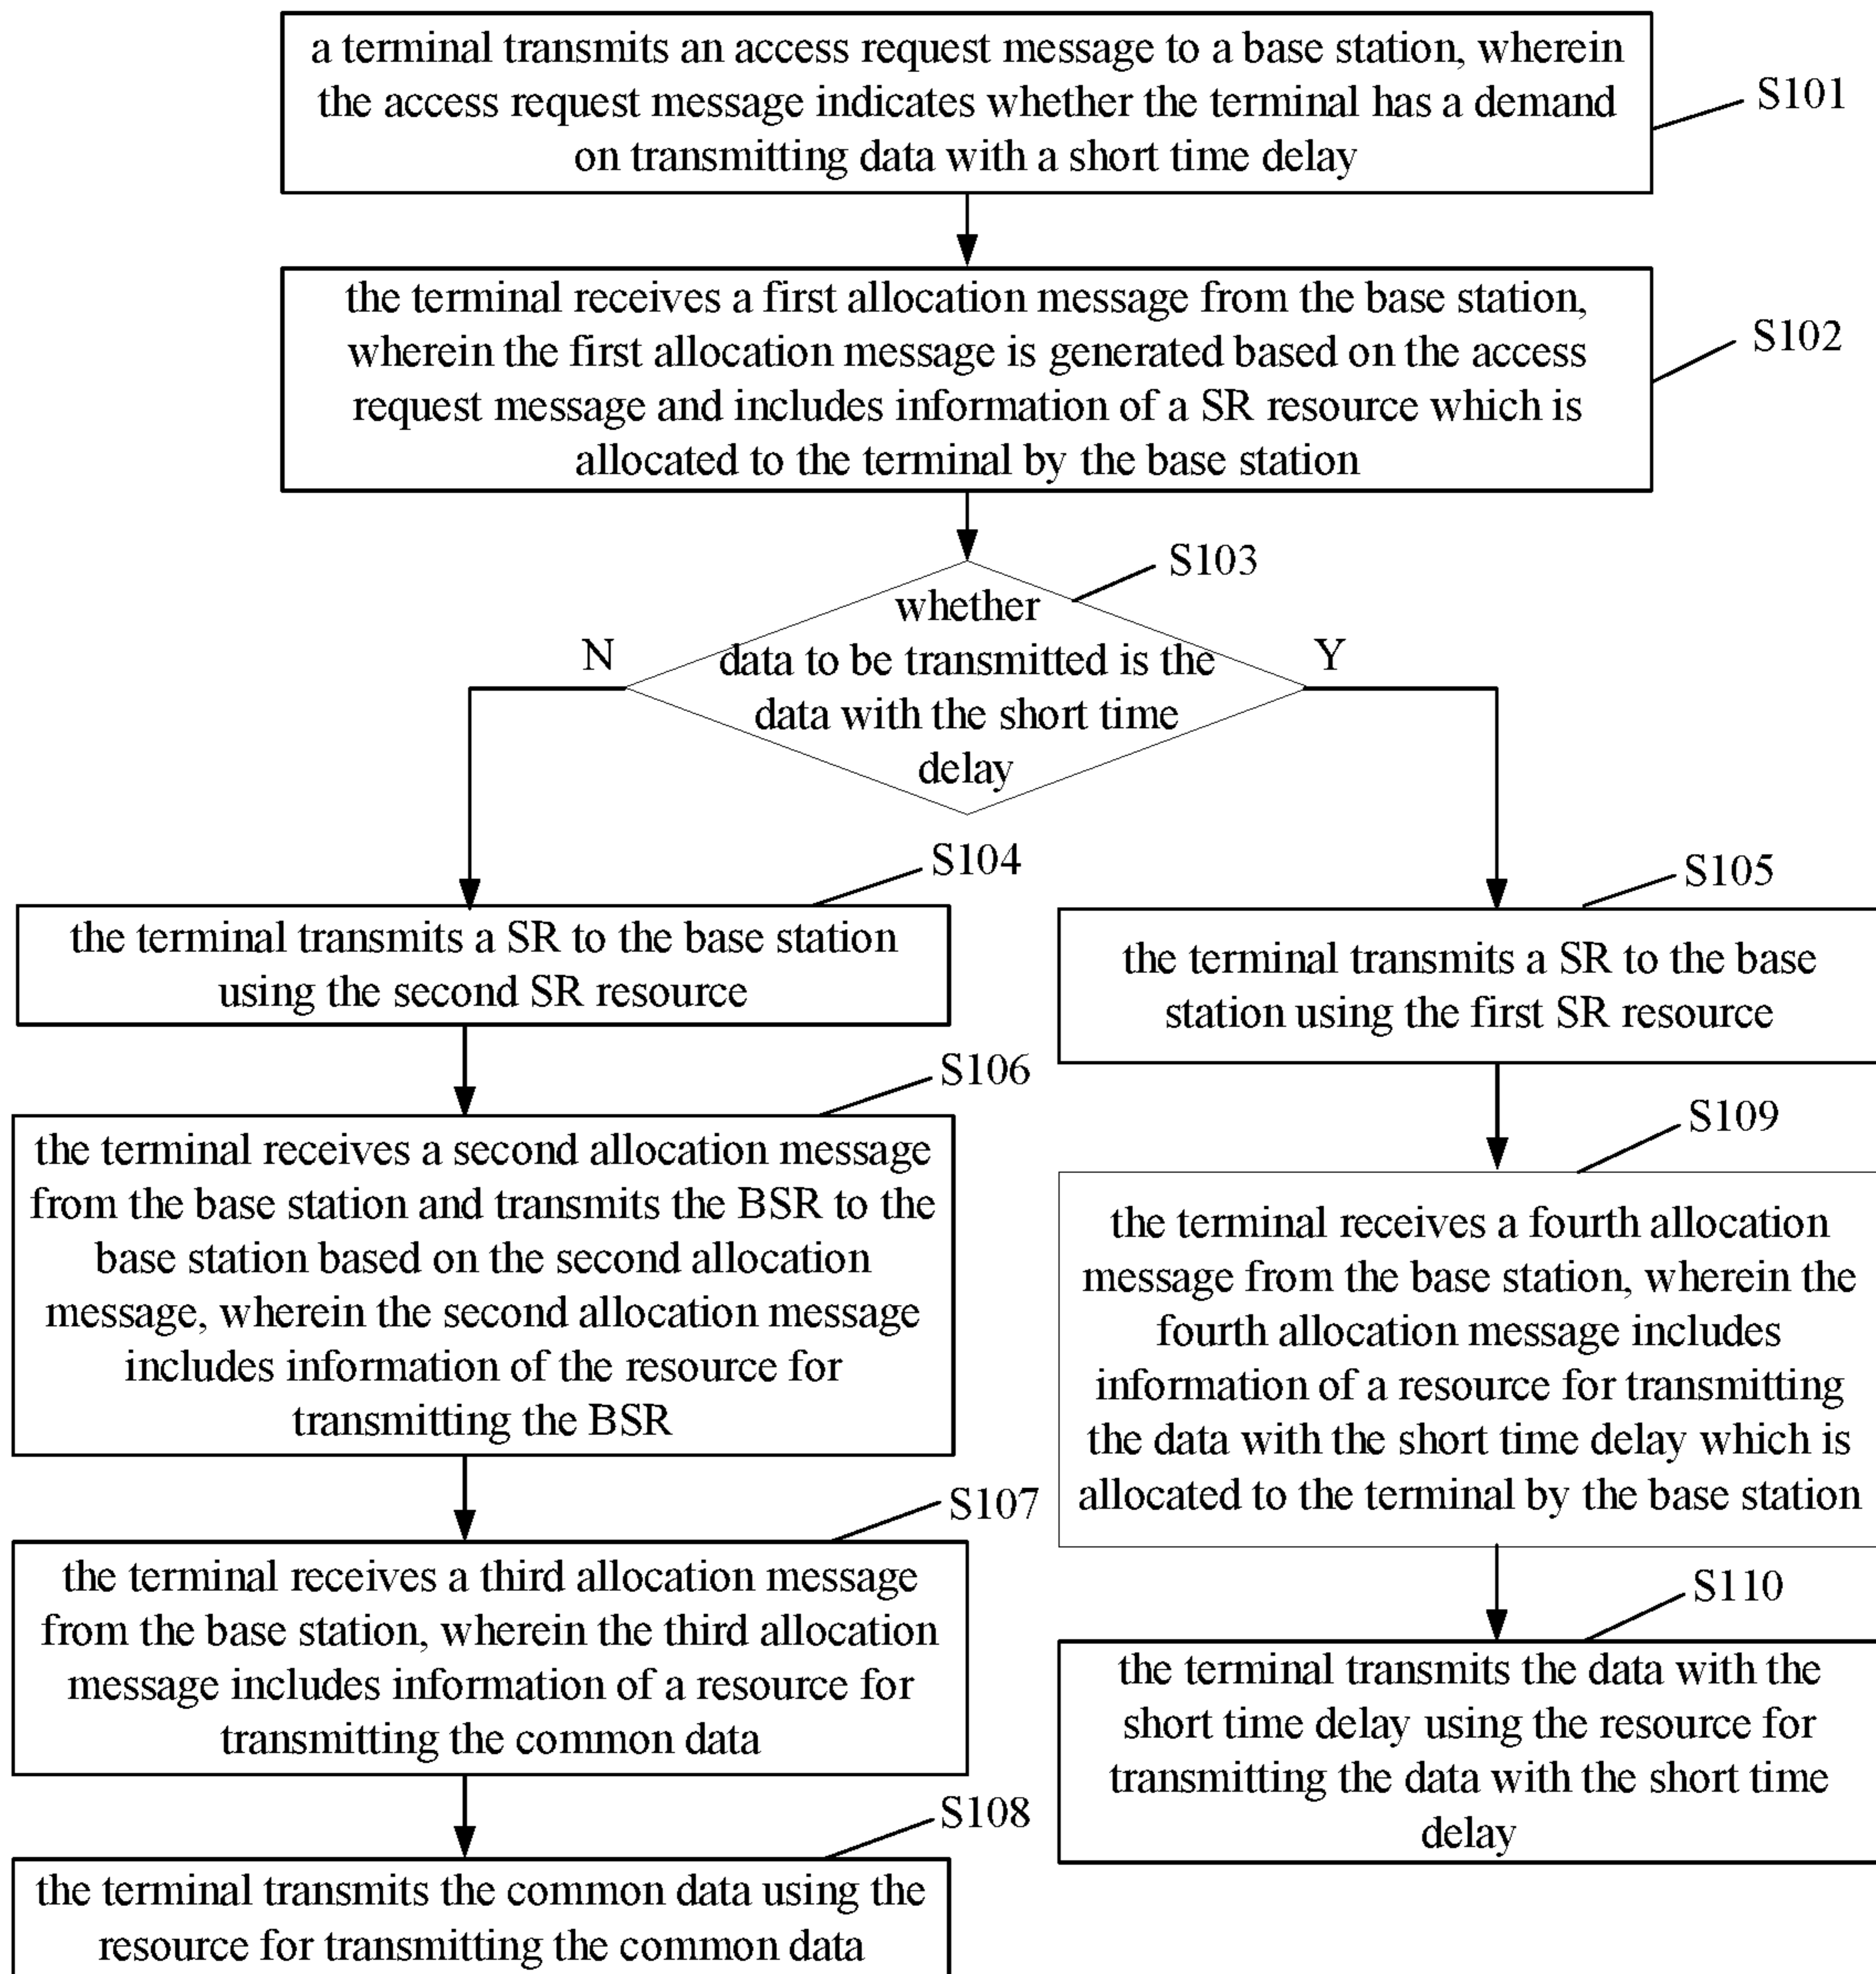 a terminal transmits an access request message to a base station, wherein
the access request message indicates whether the terminal has a demand
on transmitting data with a short time delay
S101
the terminal receives a first allocation message from the base station,
wherein the first allocation message is generated based on the access
request message and includes information of a SR resource which is
allocated to the terminal by the base station
S102
S103
whether
data to be transmitted is the
data with the short time
delay
N
Y
S104
the terminal transmits a SR to the base station
using the second SR resource
S105
the terminal transmits a SR to the base
station using the first SR resource
S106
the terminal receives a second allocation message
from the base station and transmits the BSR to the
base station based on the second allocation
message, wherein the second allocation message
includes information of the resource for
transmitting the BSR
S109
the terminal receives a fourth allocation
message from the base station, wherein the
fourth allocation message includes
information of a resource for transmitting
the data with the short time delay which is
allocated to the terminal by the base station
S107
the terminal receives a third allocation message
from the base station, wherein the third allocation
message includes information of a resource for
transmitting the common data
S110
the terminal transmits the data with the
short time delay using the resource for
transmitting the data with the short time
delay
S108
the terminal transmits the common data using the
resource for transmitting the common data